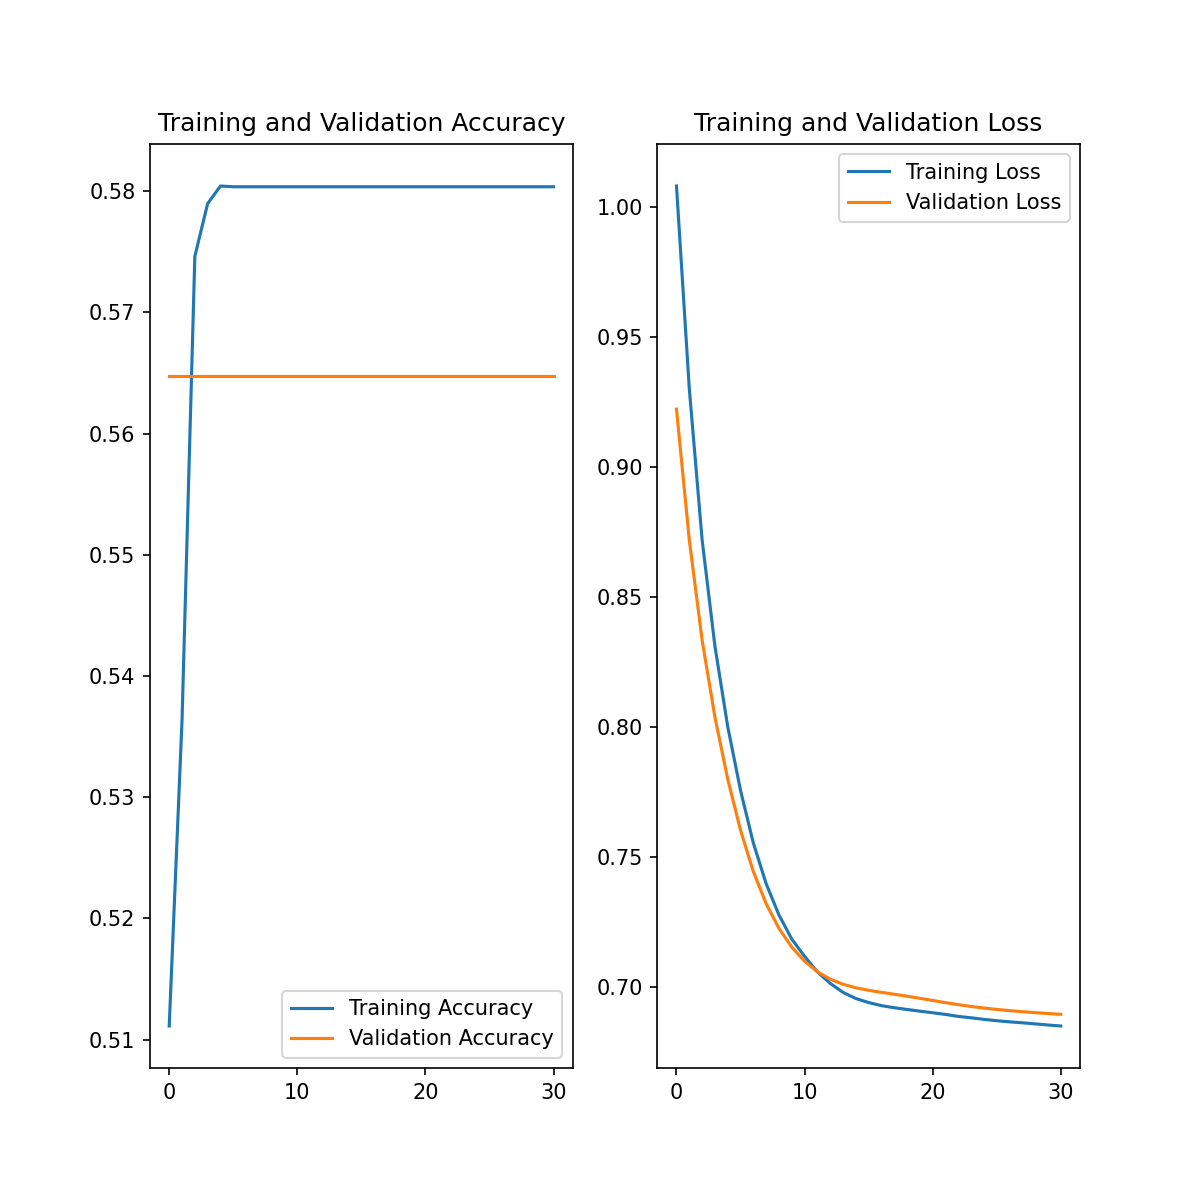 Training and Validation Accuracy
0.58
0.57
0.56
0.55
0.54
0.53
0.52
0.51
0 10 20 30
Training Accuracy
Validation Accuracy
Training and Validation Loss
1.00
0.95
0.90
0.85
0.80
0.75
0.70
0 10 20 30
Training Loss
Validation Loss